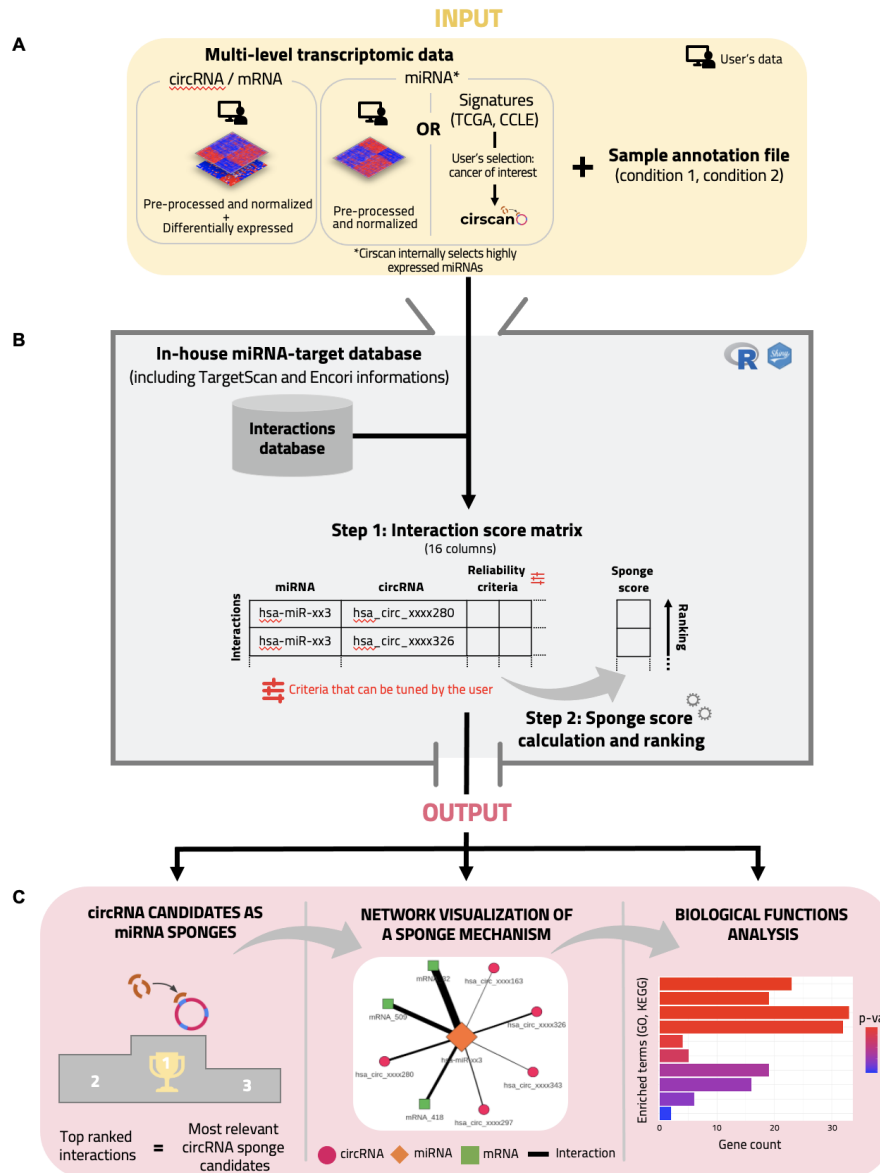 INPUT
A
Multi-level transcriptomic data
User's data
circRNA / mRNA
miRNA*
Signatures
(TCGA, CCLE)
OR
User's selection:
cancer of interest
cirscan
Pre-processed and normalized
+
Differentially expressed
Pre-processed
and normalized
+
Sample annotation file
(condition 1, condition 2)
*Cirscan internally selects highly
expressed miRNAs
B
In-house miRNA-target database
(including TargetScan and Encori informations)
R
Shiny
Interactions
database
Step 1: Interaction score matrix
(16 columns)
Interactions
miRNA
circRNA
Reliability
criteria
Sponge
score
hsa-miR-xx3
hsa_circ_xxxx280
hsa-miR-xx3
hsa_circ_xxxx326
Ranking
Criteria that can be tuned by the user
Step 2: Sponge score
calculation and ranking
OUTPUT
C
circRNA CANDIDATES AS
miRNA SPONGES
1
2
3
Top ranked
interactions
=
Most relevant
circRNA sponge
candidates
NETWORK VISUALIZATION OF
A SPONGE MECHANISM
hsa_circ_xxxx163
mRNA_509
hsa_circ_xxxx326
hsa-miR-xx3
hsa_circ_xxxx280
hsa_circ_xxxx343
mRNA_418
hsa_circ_xxxx297
circRNA
miRNA
mRNA
Interaction
BIOLOGICAL FUNCTIONS
ANALYSIS
Enriched terms (GO, KEGG)
p-va
0
10
20
30
Gene count